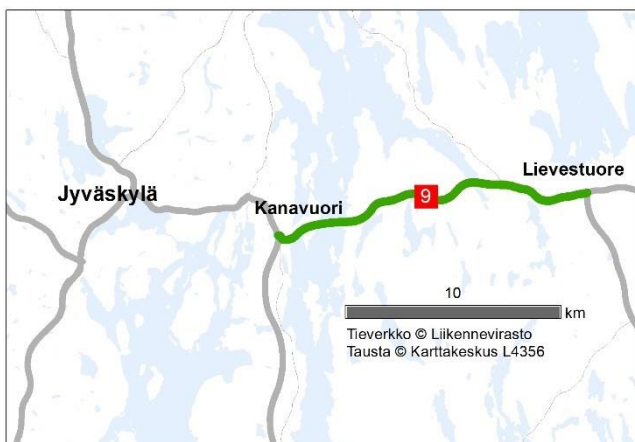 Lievestuore
Jyväskylä
Kanavuori
9
10
km
Tieverkko © Liikennevirasto
Tausta © Karttakeskus L4356